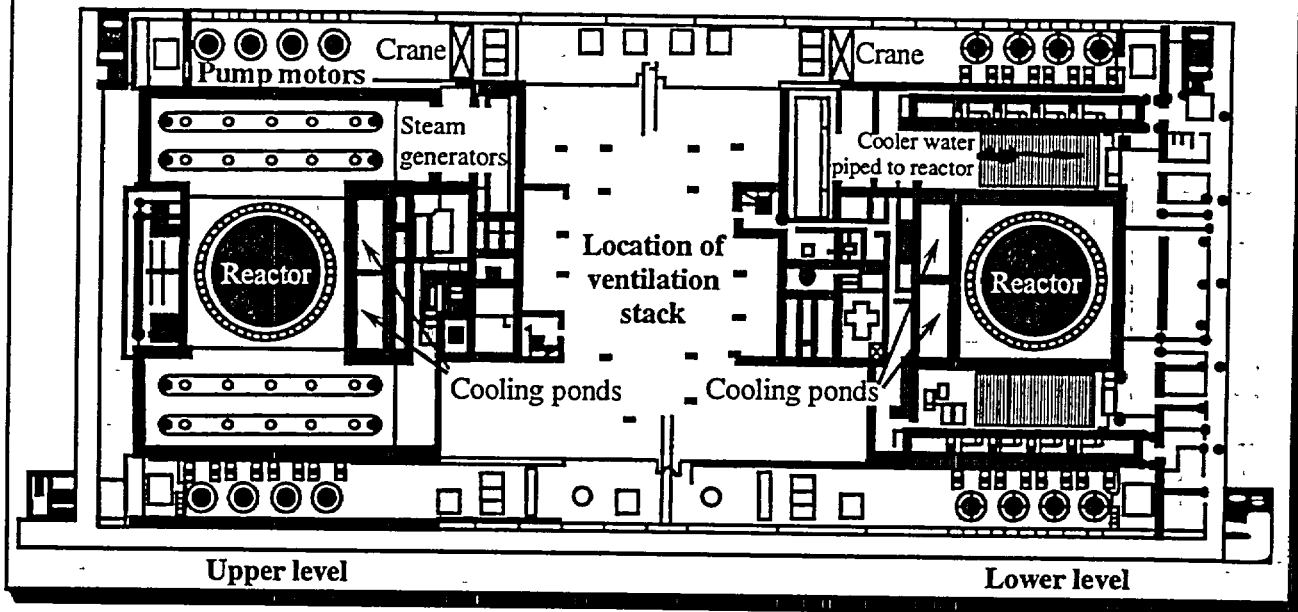 Crane
Crane
Pump motors
Steam
generators
Cooler water
piped to reactor
Reactor
Location of
ventilation
stack
Reactor
Cooling ponds
Cooling ponds
Upper level
Lower level